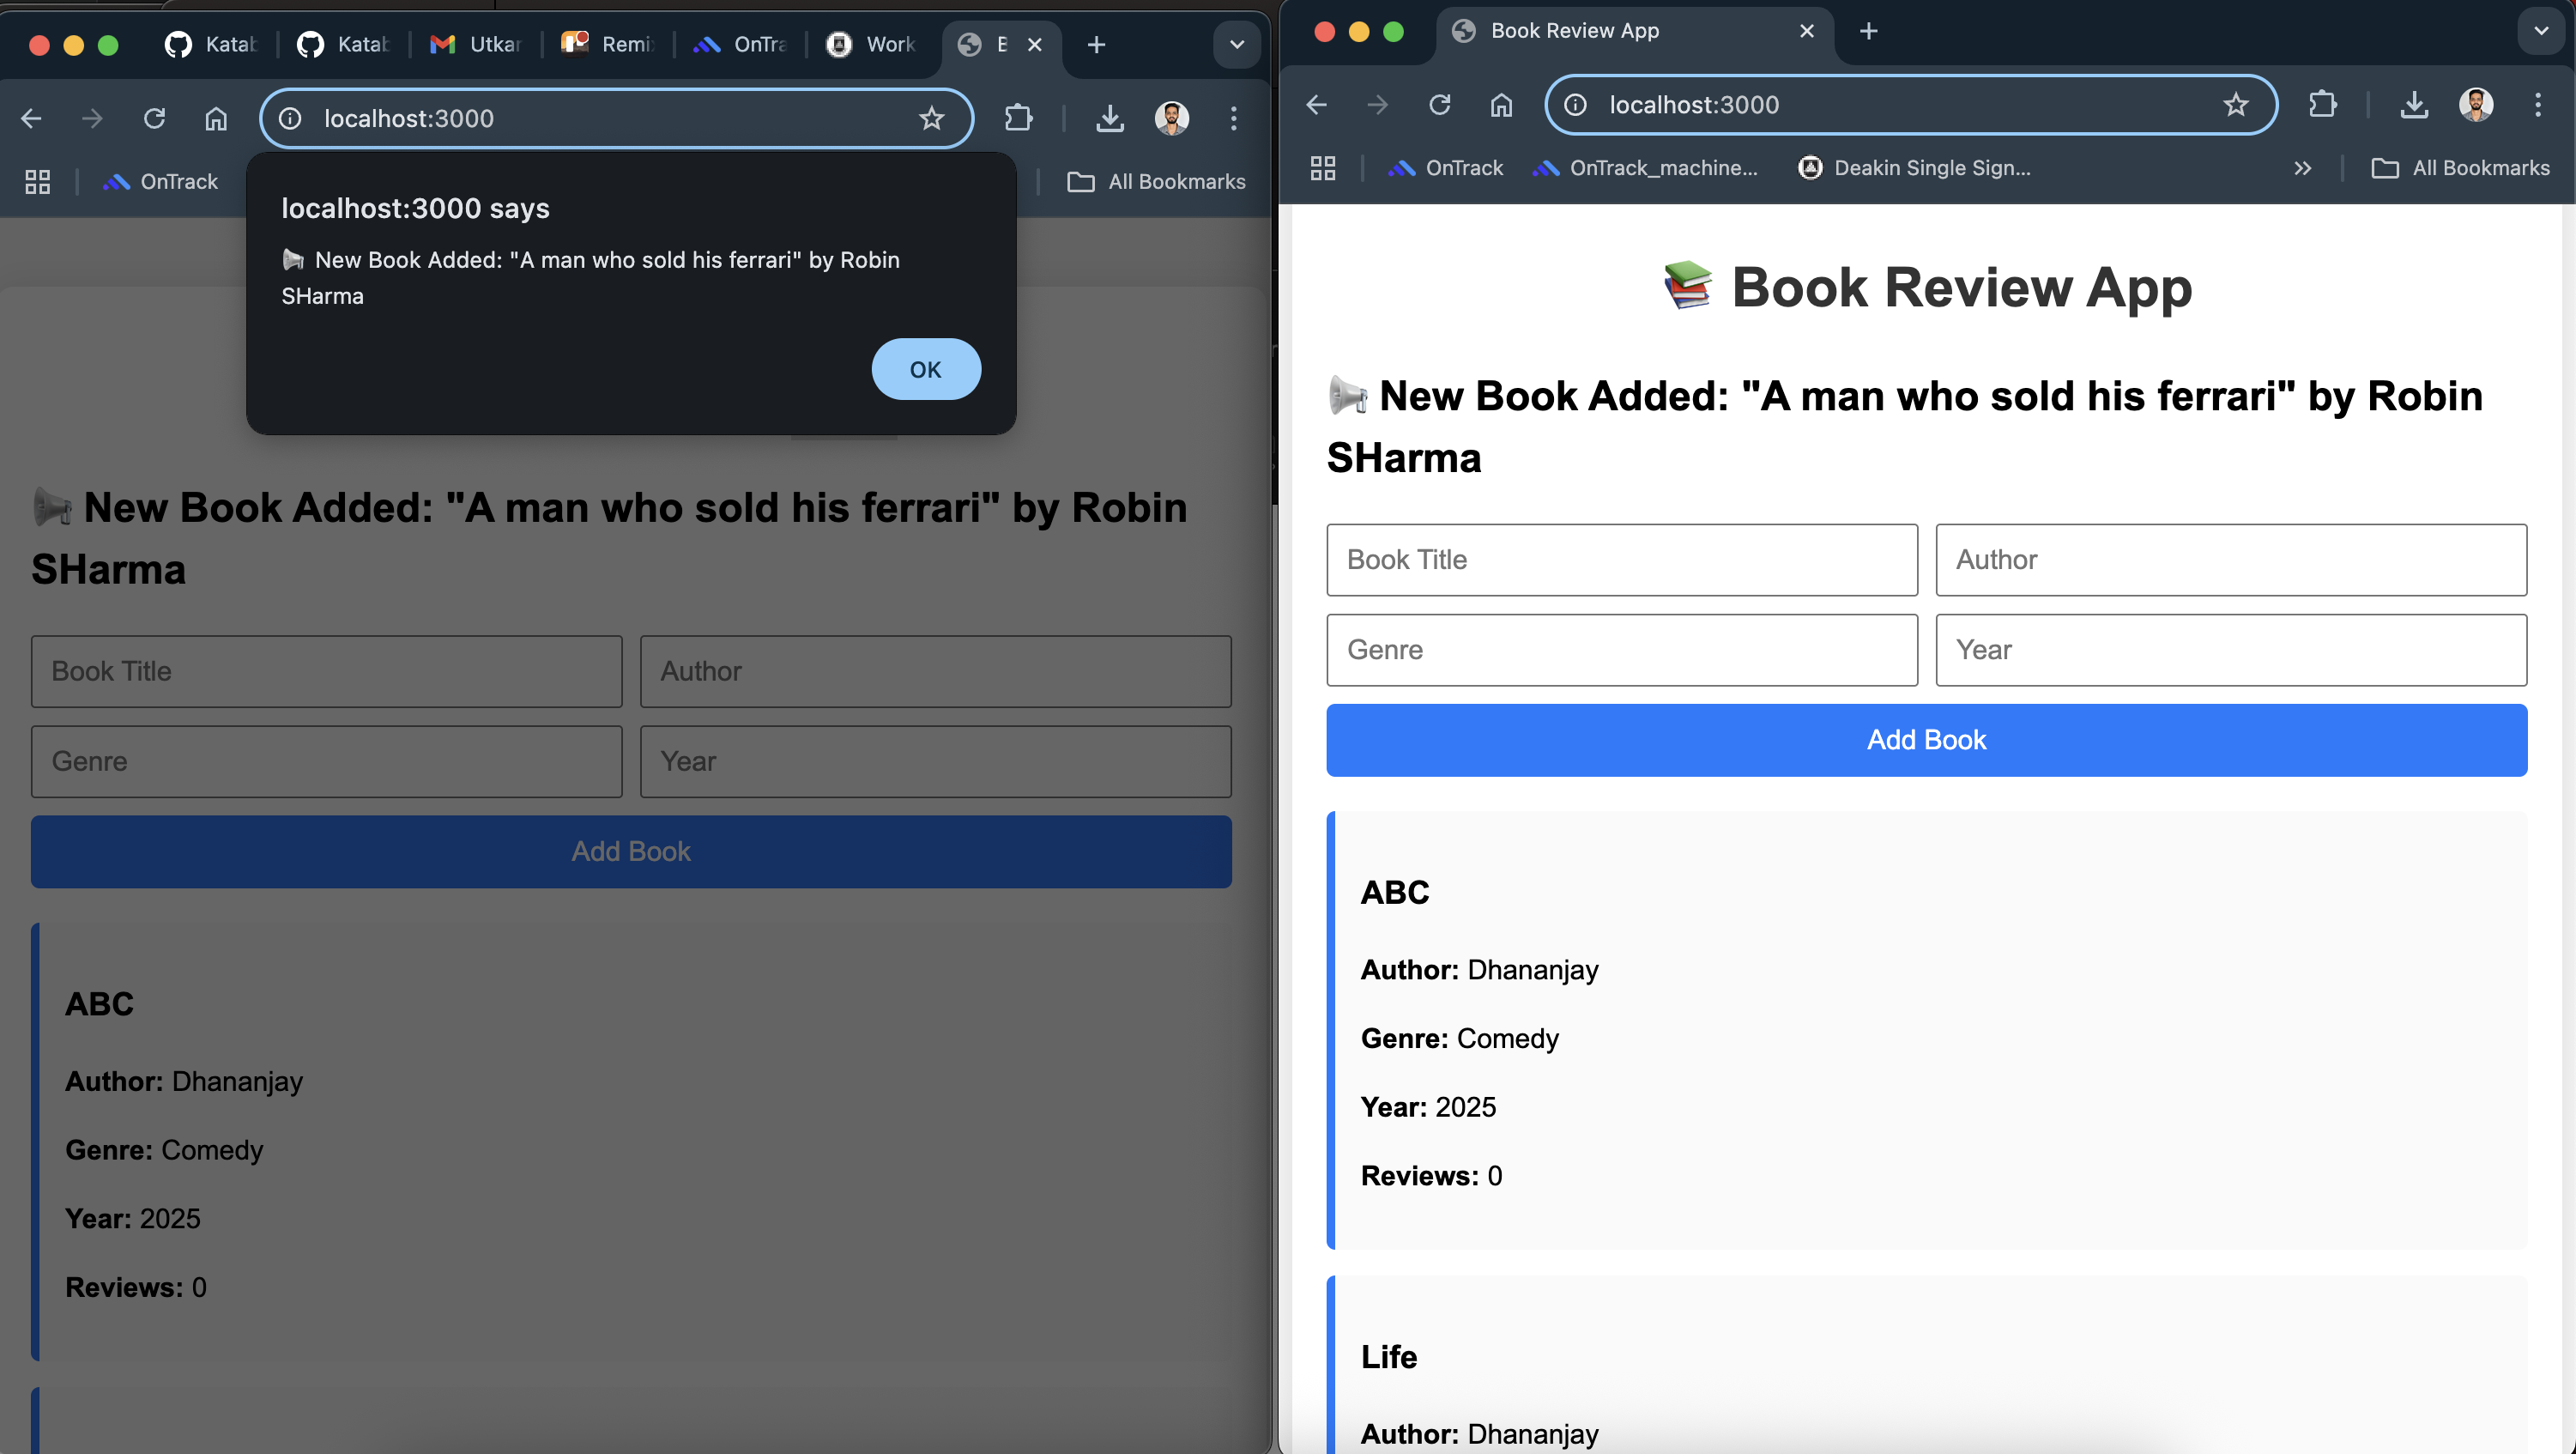 Katab
Katab
Utkar
Remi
OnTra
Work
B
localhost:3000
OnTrack
All Bookmarks
localhost:3000 says
📢 New Book Added: "A man who sold his ferrari" by Robin
SHarma
OK
📢 New Book Added: "A man who sold his ferrari" by Robin
SHarma
Book Title
Author
Genre
Year
Add Book
ABC
Author: Dhananjay
Genre: Comedy
Year: 2025
Reviews: 0
Book Review App
localhost:3000
OnTrack
OnTrack_machine...
Deakin Single Sign...
All Bookmarks
📚 Book Review App
📢 New Book Added: "A man who sold his ferrari" by Robin
SHarma
Book Title
Author
Genre
Year
Add Book
ABC
Author: Dhananjay
Genre: Comedy
Year: 2025
Reviews: 0
Life
Author: Dhananjay